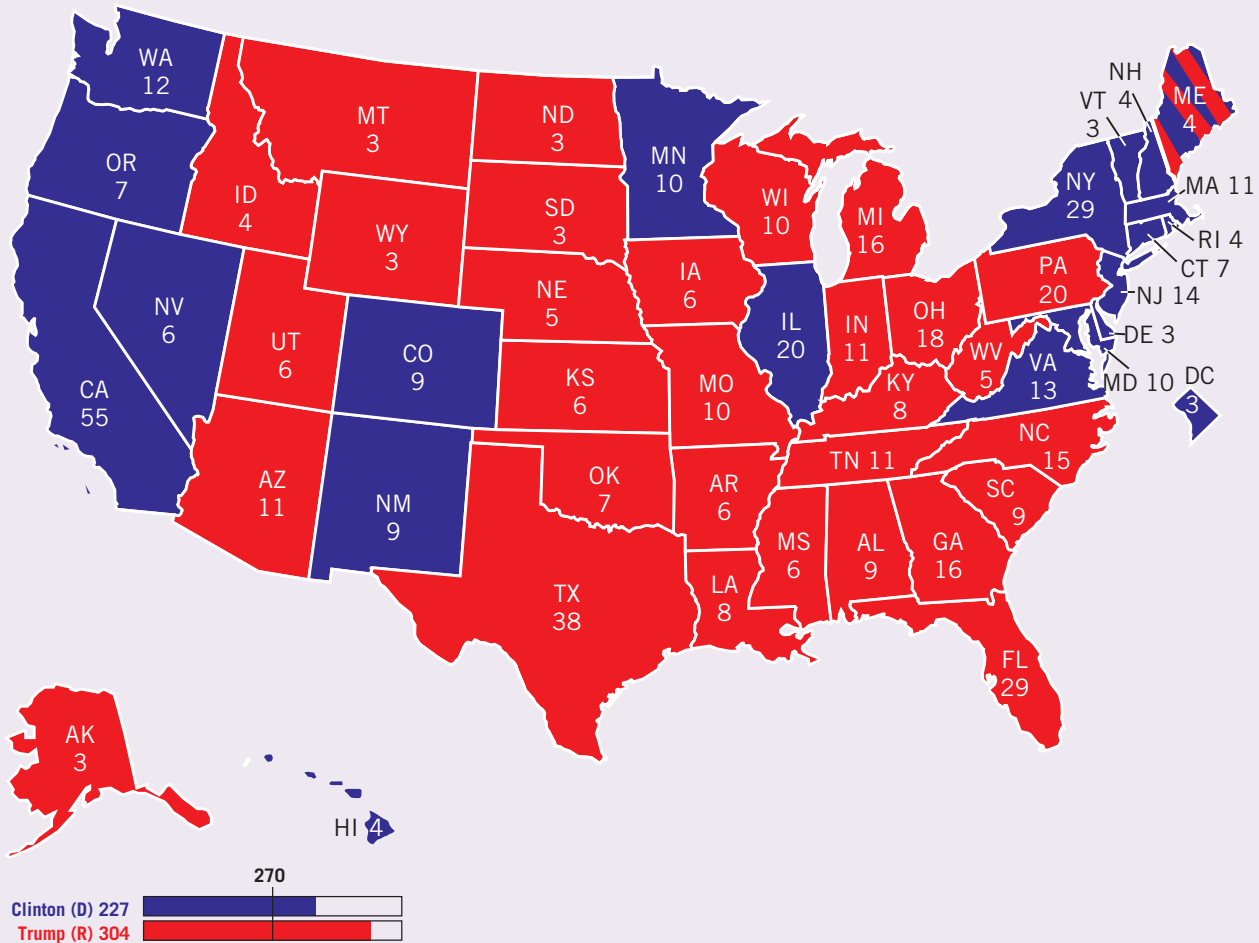 WA
12
OR
7
CA
55
NV
6
ID
4
MT
3
WY
3
UT
6
CO
9
AZ
11
NM
9
ND
3
SD
3
NE
5
KS
6
OK
7
TX
38
MN
10
IA
6
MO
10
AR
6
LA
8
WI
10
IL
20
MI
16
IN
11
OH
18
KY
8
TN 11
MS
6
AL
9
GA
16
FL
29
SC
9
NC
15
VA
13
WV
5
PA
20
NY
29
VT
3
NH
4
ME
4
MA 11
RI 4
CT 7
NJ 14
DE 3
MD 10
DC
3
AK
3
HI 4
270
Clinton (D) 227
Trump (R) 304